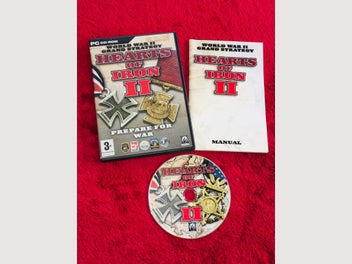 PC CD-ROM
WORLD WAR II
GRAND STRATEGY
HEARTS
OF
IRON
II
PREPARE FOR
WAR
3+
WORLD WAR II
GRAND STRATEGY
HEARTS
OF
IRON
II
MANUAL
HEARTS
OF
IRON
II